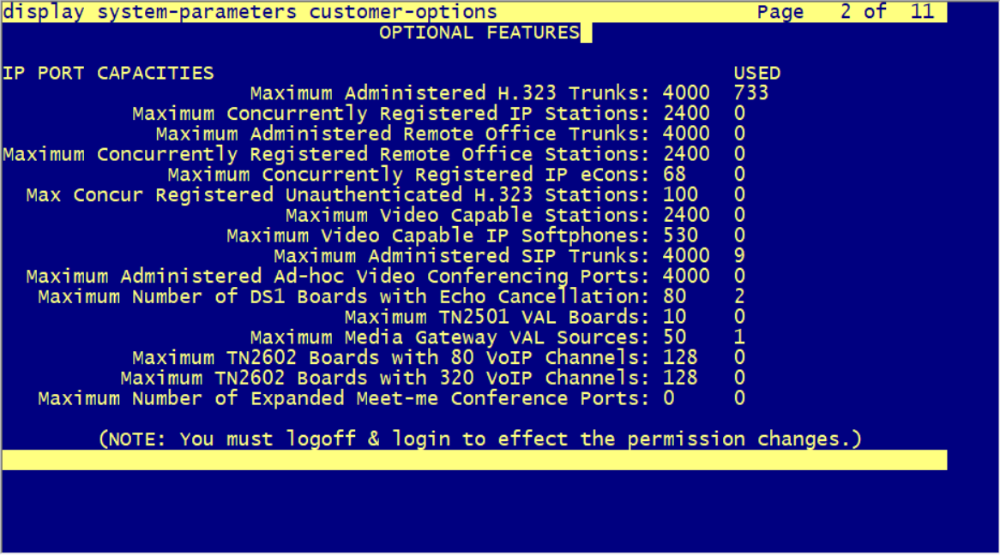 display system-parameters customer-options Page 2 of 11
OPTIONAL FEATURES
IP PORT CAPACITIES USED
Maximum Administered H.323 Trunks: 4000 733
Maximum Concurrently Registered IP Stations: 2400 0
Maximum Administered Remote Office Trunks: 4000 0
Maximum Concurrently Registered Remote Office Stations: 2400 0
Maximum Concurrently Registered IP eCons: 68 0
Max Concur Registered Unauthenticated H.323 Stations: 100 0
Maximum Video Capable Stations: 2400 0
Maximum Video Capable IP Softphones: 530 0
Maximum Administered SIP Trunks: 4000 9
Maximum Administered Ad-hoc Video Conferencing Ports: 4000 0
Maximum Number of DS1 Boards with Echo Cancellation: 80 2
Maximum TN2501 VAL Boards: 10 0
Maximum Media Gateway VAL Sources: 50 1
Maximum TN2602 Boards with 80 VoIP Channels: 128 0
Maximum TN2602 Boards with 320 VoIP Channels: 128 0
Maximum Number of Expanded Meet-me Conference Ports: 0 0
(NOTE: You must logoff & login to effect the permission changes.)